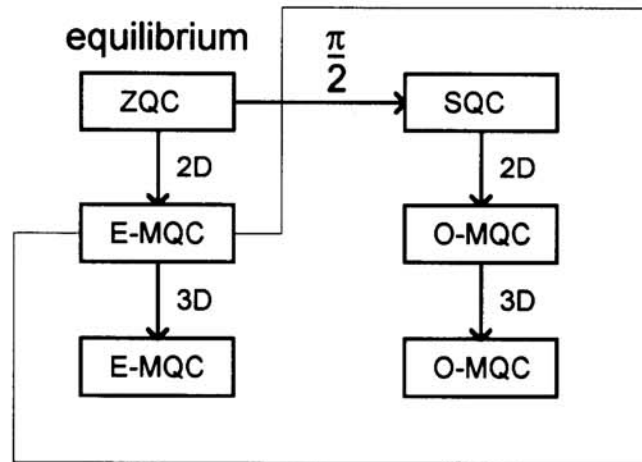 equilibrium
π
2
ZQC
SQC
2D
2D
E-MQC
O-MQC
3D
3D
E-MQC
O-MQC